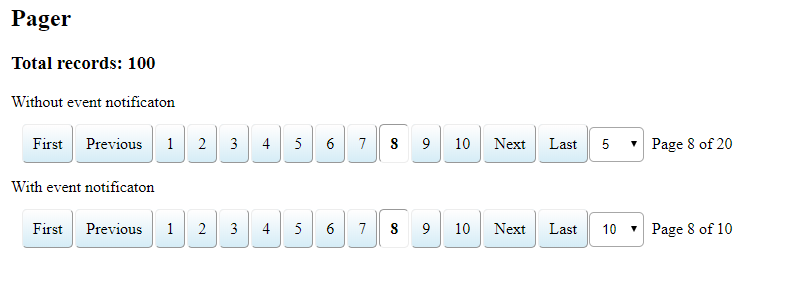 Pager
Total records: 100
Without event notificaton
First Previous 1 2 3 4 5 6 7 8 9 10 Next Last 5 Page 8 of 20
With event notificaton
First Previous 1 2 3 4 5 6 7 8 9 10 Next Last 10 Page 8 of 10